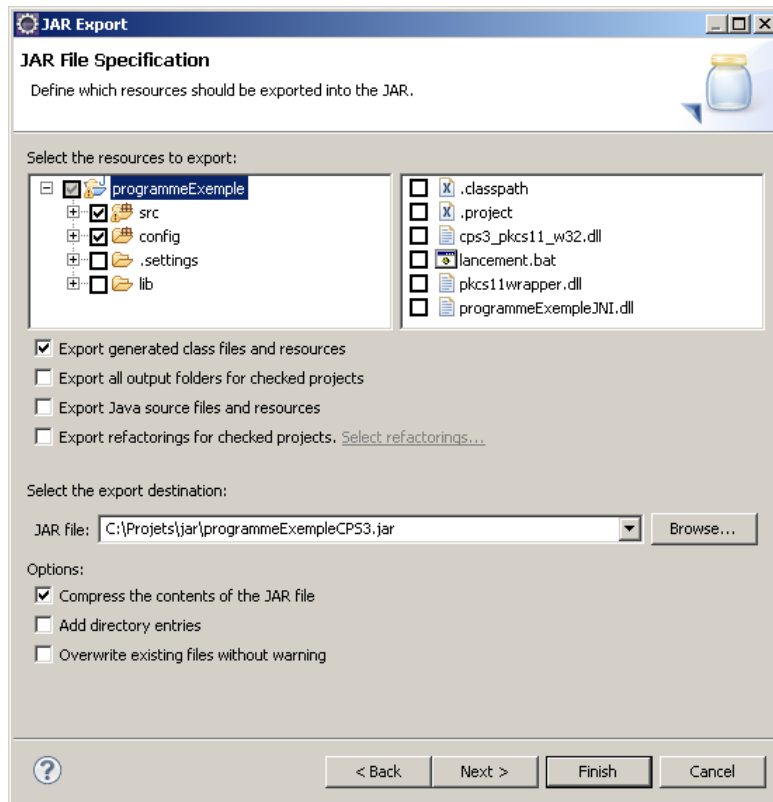 JAR Export
JAR File Specification
Define which resources should be exported into the JAR.
Select the resources to export:
programmeExemple
src
config
.settings
lib
.classpath
.project
cps3_pkcs11_w32.dll
lancement.bat
pkcs11wrapper.dll
programmeExempleJNI.dll
Export generated class files and resources
Export all output folders for checked projects
Export Java source files and resources
Export refactorings for checked projects. Select refactorings...
Select the export destination:
JAR file: C:\Projets\jar\programmeExempleCPS3.jar Browse...
Options:
Compress the contents of the JAR file
Add directory entries
Overwrite existing files without warning
? < Back Next > Finish Cancel